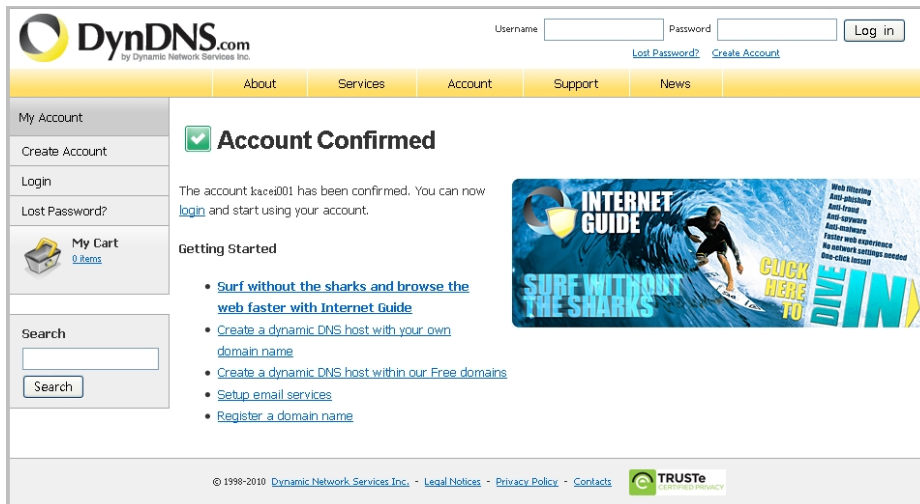 DynDNS.com
by Dynamic Network Services Inc.
Username
Password
Log in
Lost Password? Create Account
About Services Account Support News
My Account
Create Account
Login
Lost Password?
My Cart
0 items
Search
Search
Account Confirmed
The account kacei001 has been confirmed. You can now
login and start using your account.
Getting Started
Surf without the sharks and browse the
web faster with Internet Guide
Create a dynamic DNS host with your own
domain name
Create a dynamic DNS host within our Free domains
Setup email services
Register a domain name
INTERNET
GUIDE
SURF WITHOUT
THE SHARKS
CLICK
HERE
TO
DIVE
IN
Web filtering
Anti-phishing
Anti-fraud
Anti-spyware
Anti-malware
Faster web experience
No network settings needed
One-click install
© 1998-2010 Dynamic Network Services Inc. - Legal Notices - Privacy Policy - Contacts
TRUSTe
CERTIFIED PRIVACY